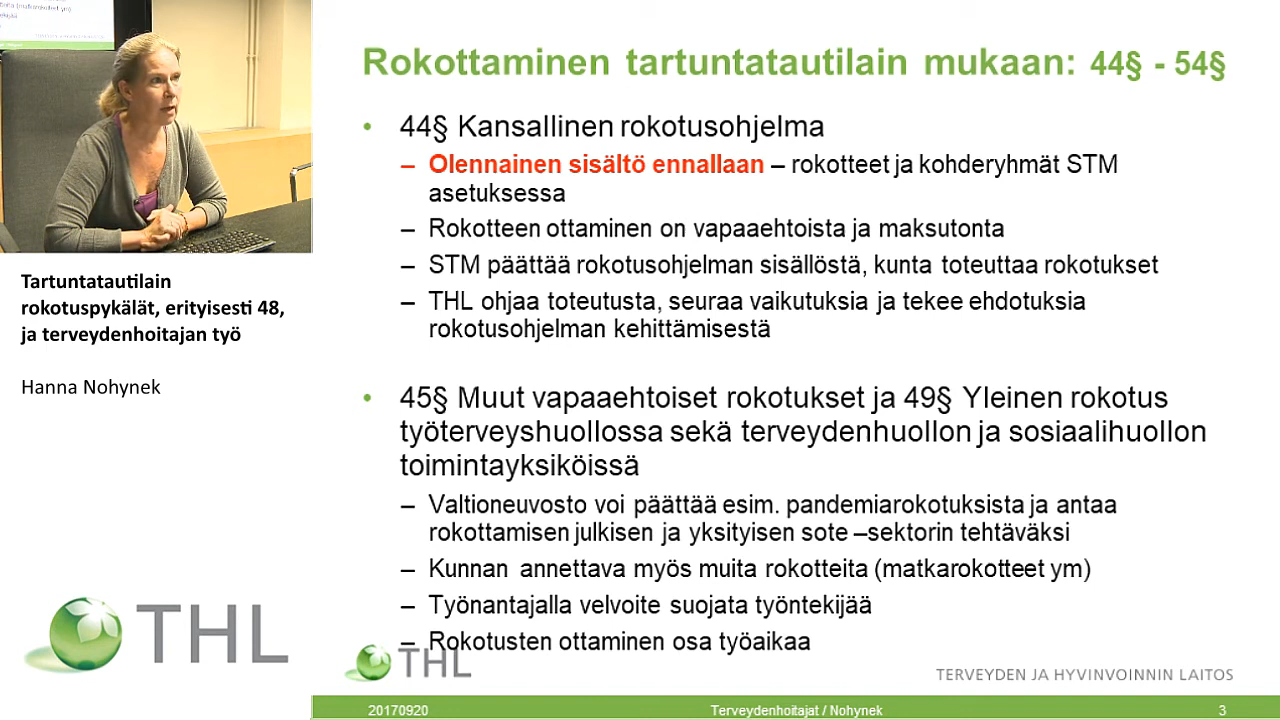 Rokottaminen tartuntatautilain mukaan: 44§ - 54§
• 44§ Kansallinen rokotusohjelma
– Olennainen sisältö ennallaan – rokotteet ja kohderyhmät STM
asetuksessa
– Rokotteen ottaminen on vapaaehtoista ja maksutonta
– STM päättää rokotusohjelman sisällöstä, kunta toteuttaa rokotukset
– THL ohjaa toteutusta, seuraa vaikutuksia ja tekee ehdotuksia
rokotusohjelman kehittämisestä
• 45§ Muut vapaaehtoiset rokotukset ja 49§ Yleinen rokotus
työterveyshuollossa sekä terveydenhuollon ja sosiaalihuollon
toimintayksiköissä
– Valtioneuvosto voi päättää esim. pandemiarokotuksista ja antaa
rokottamisen julkisen ja yksityisen sote –sektorin tehtäväksi
– Kunnan annettava myös muita rokotteita (matkarokotteet ym)
– Työnantajalla velvoite suojata työntekijää
– Rokotusten ottaminen osa työaikaa
THL
TERVEYDEN JA HYVINVOINNIN LAITOS
20170920
Terveydenhoitajat / Nohynek
3
Tartuntatautilain
rokotuspykälät, erityisesti 48,
ja terveydenhoitajan työ
Hanna Nohynek
THL